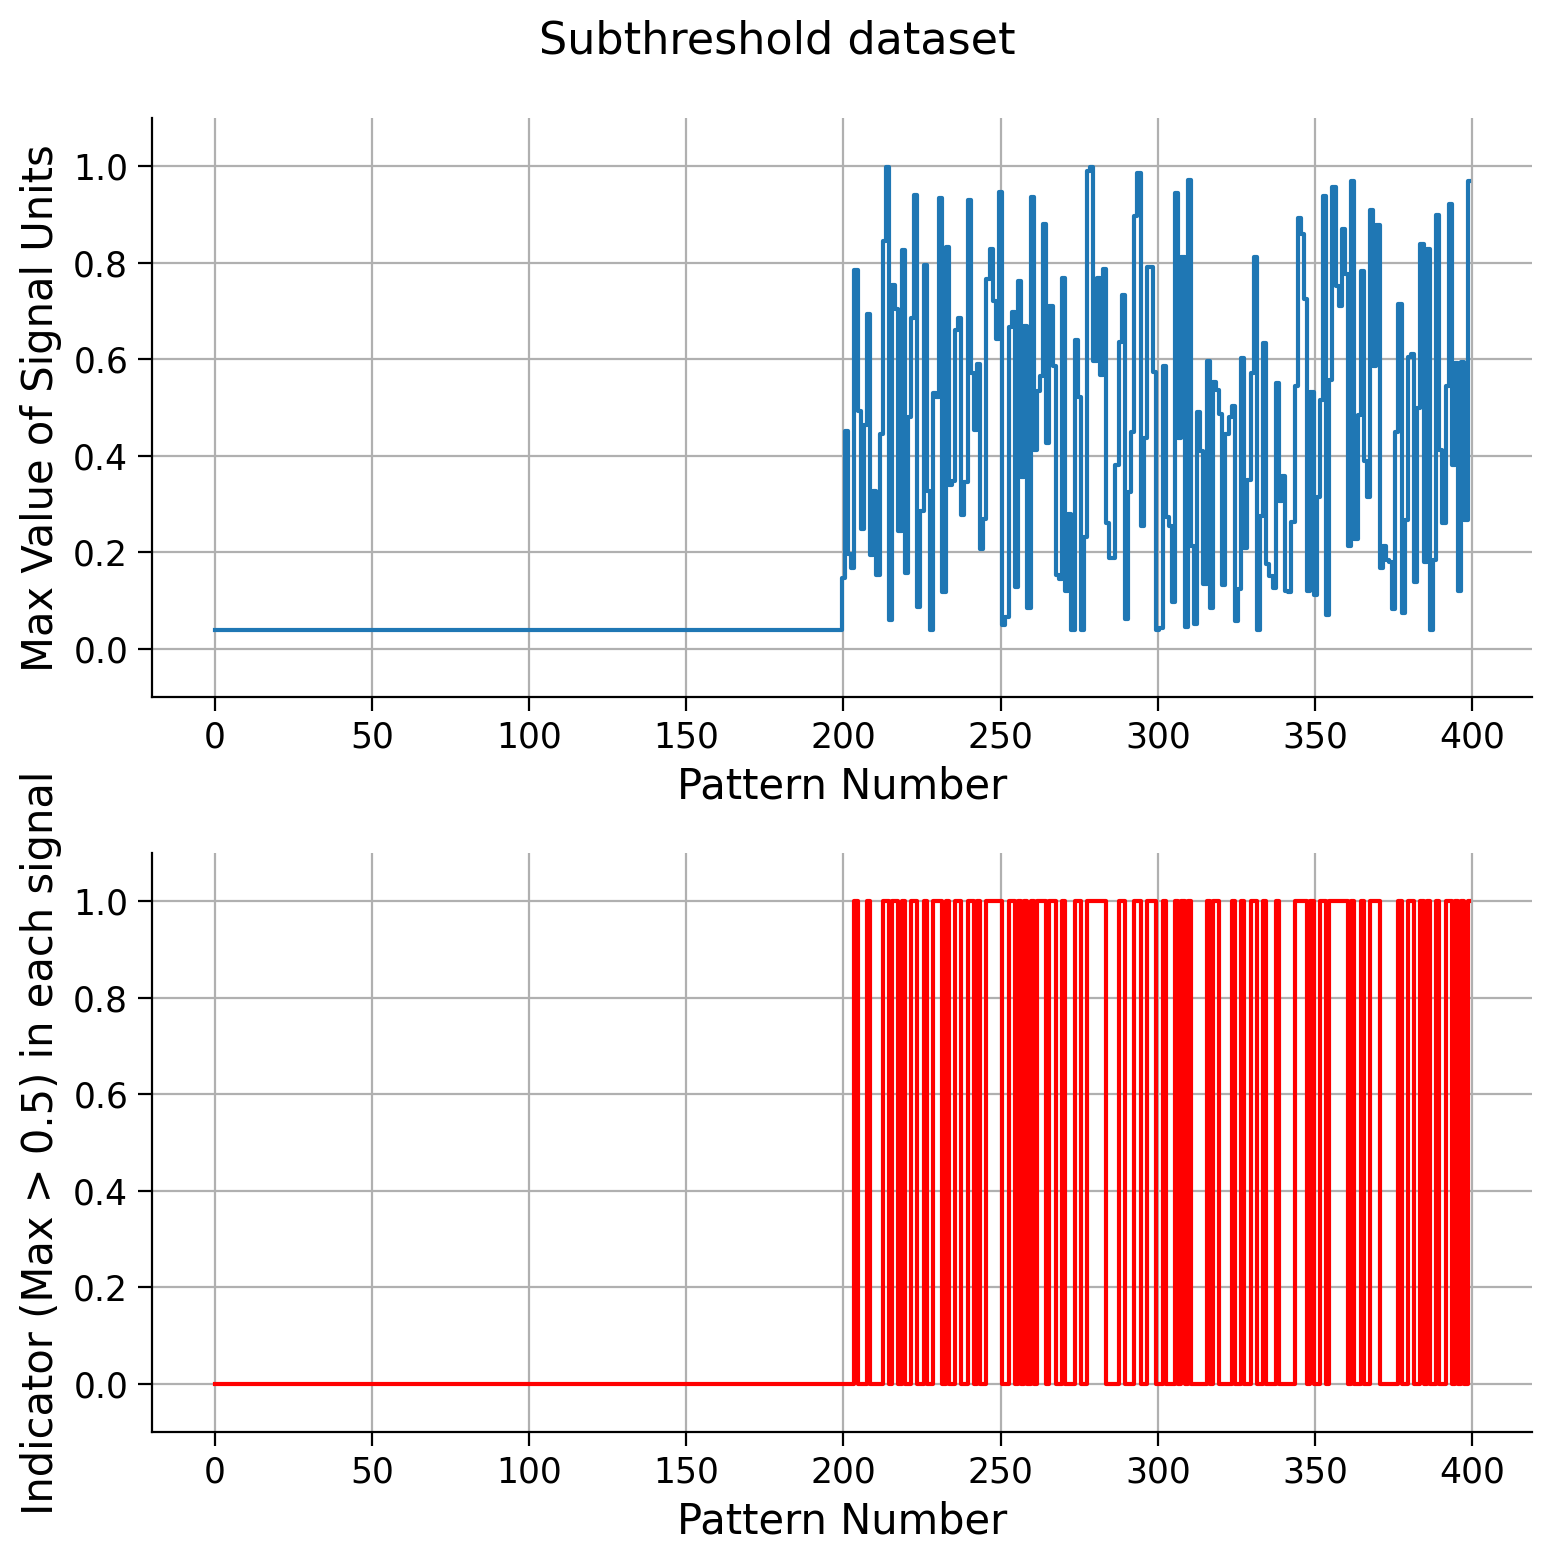 Subthreshold dataset
Max Value of Signal Units
1.0
0.8
0.6
0.4
0.2
0.0
0 50 100 150 200 250 300 350 400
Pattern Number
Indicator (Max > 0.5) in each signal
1.0
0.8
0.6
0.4
0.2
0.0
0 50 100 150 200 250 300 350 400
Pattern Number